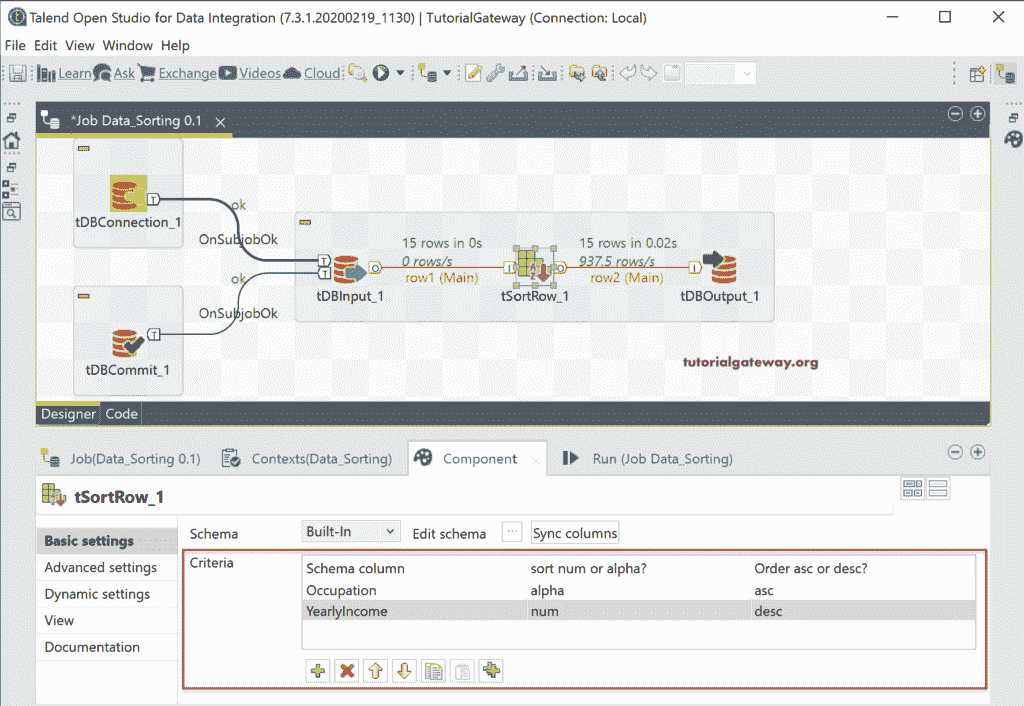 Talend Open Studio for Data Integration (7.3.1.20200219_1130) | TutorialGateway (Connection: Local)
File Edit View Window Help
Learn Ask Exchange Videos Cloud
*Job Data_Sorting 0.1
T
tDBConnection_1
ok
OnSubjobOk
15 rows in 0s
0 rows/s
row1 (Main)
15 rows in 0.02s
937.5 rows/s
row2 (Main)
T
T
O
I
O
I
tDBInput_1
tSortRow_1
tDBOutput_1
ok
OnSubjobOk
T
tDBCommit_1
tutorialgateway.org
Designer Code
Job(Data_Sorting 0.1) Contexts(Data_Sorting) Component Run (Job Data_Sorting)
tSortRow_1
Basic settings
Advanced settings
Dynamic settings
View
Documentation
Schema Built-In Edit schema ... Sync columns
Criteria
Schema column sort num or alpha? Order asc or desc?
Occupation alpha asc
YearlyIncome num desc